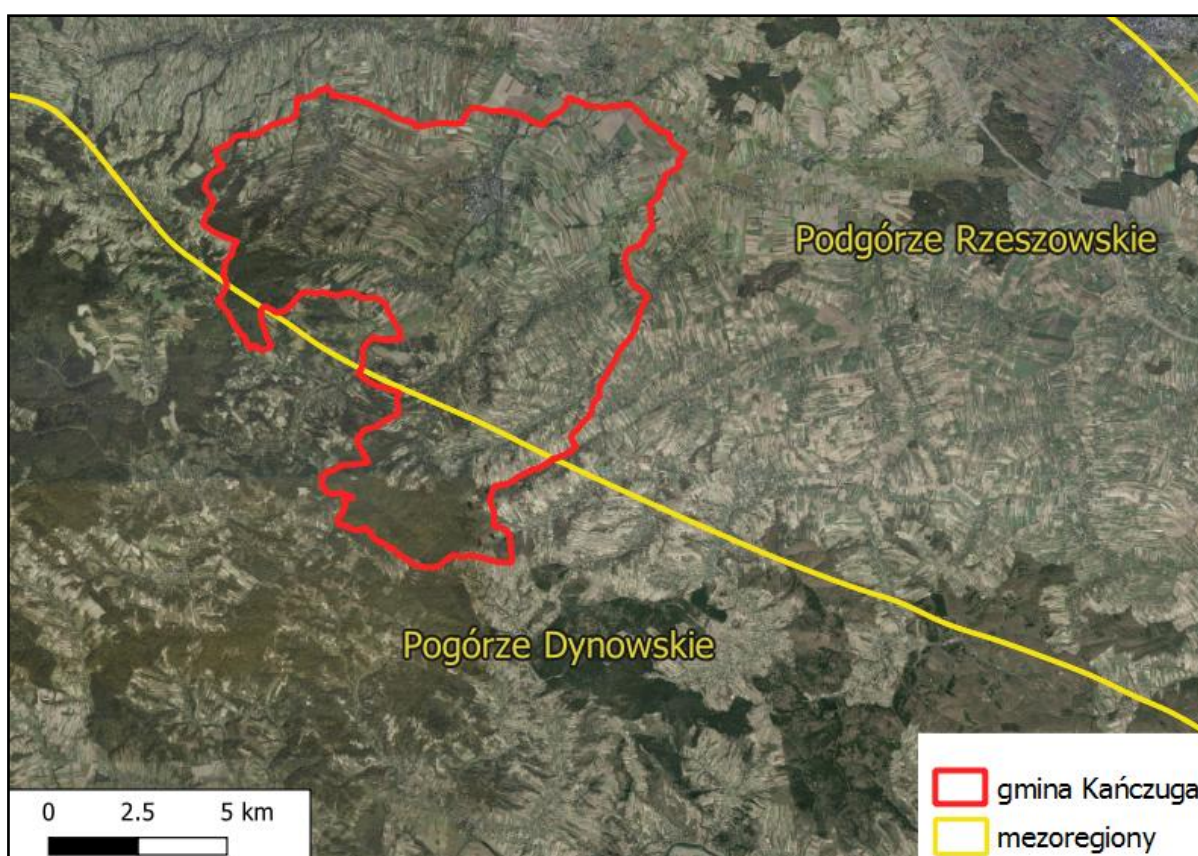 Podgórze Rzeszowskie
Pogórze Dynowskie
0 2.5 5 km
gmina Kańczuga
mezoregiony